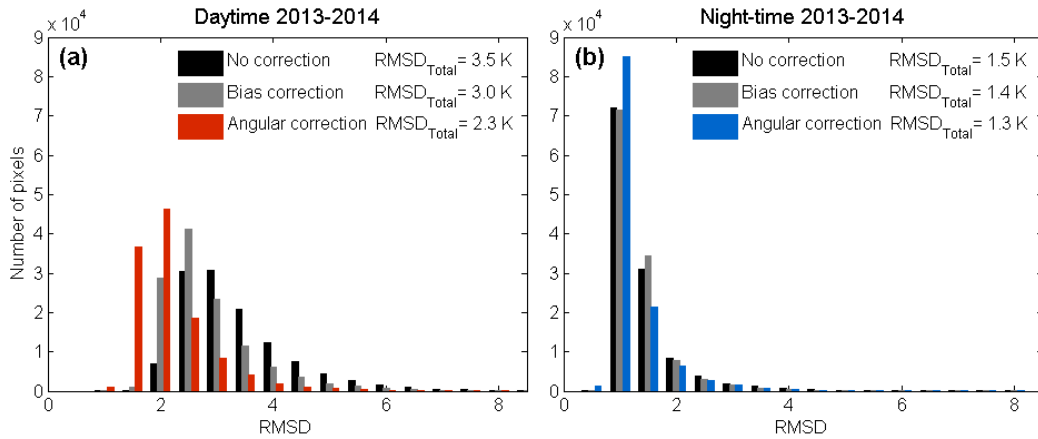 Daytime 2013-2014
x 10^4
(a)
No correction RMSD_Total = 3.5 K
Bias correction RMSD_Total = 3.0 K
Angular correction RMSD_Total = 2.3 K
Number of pixels
9
8
7
6
5
4
3
2
1
0
0 2 4 6 8
RMSD
Night-time 2013-2014
x 10^4
(b)
No correction RMSD_Total = 1.5 K
Bias correction RMSD_Total = 1.4 K
Angular correction RMSD_Total = 1.3 K
9
8
7
6
5
4
3
2
1
0
0 2 4 6 8
RMSD